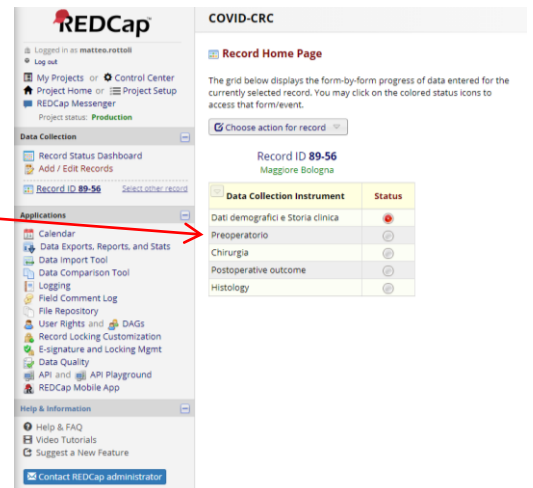 REDCap
Logged in as matteo.rottoli
Log out
My Projects or Control Center
Project Home or Project Setup
REDCap Messenger
Project status: Production
Data Collection
Record Status Dashboard
Add / Edit Records
Record ID 89-56 Select other record
Applications
Calendar
Data Exports, Reports, and Stats
Data Import Tool
Data Comparison Tool
Logging
Field Comment Log
File Repository
User Rights and DAGs
Record Locking Customization
E-signature and Locking Mgmt
Data Quality
API and API Playground
REDCap Mobile App
Help & Information
Help & FAQ
Video Tutorials
Suggest a New Feature
Contact REDCap administrator
COVID-CRC
Record Home Page
The grid below displays the form-by-form progress of data entered for the
currently selected record. You may click on the colored status icons to
access that form/event.
Choose action for record
Record ID 89-56
Maggiore Bologna
Data Collection Instrument Status
Dati demografici e Storia clinica
Preoperatorio
Chirurgia
Postoperative outcome
Histology